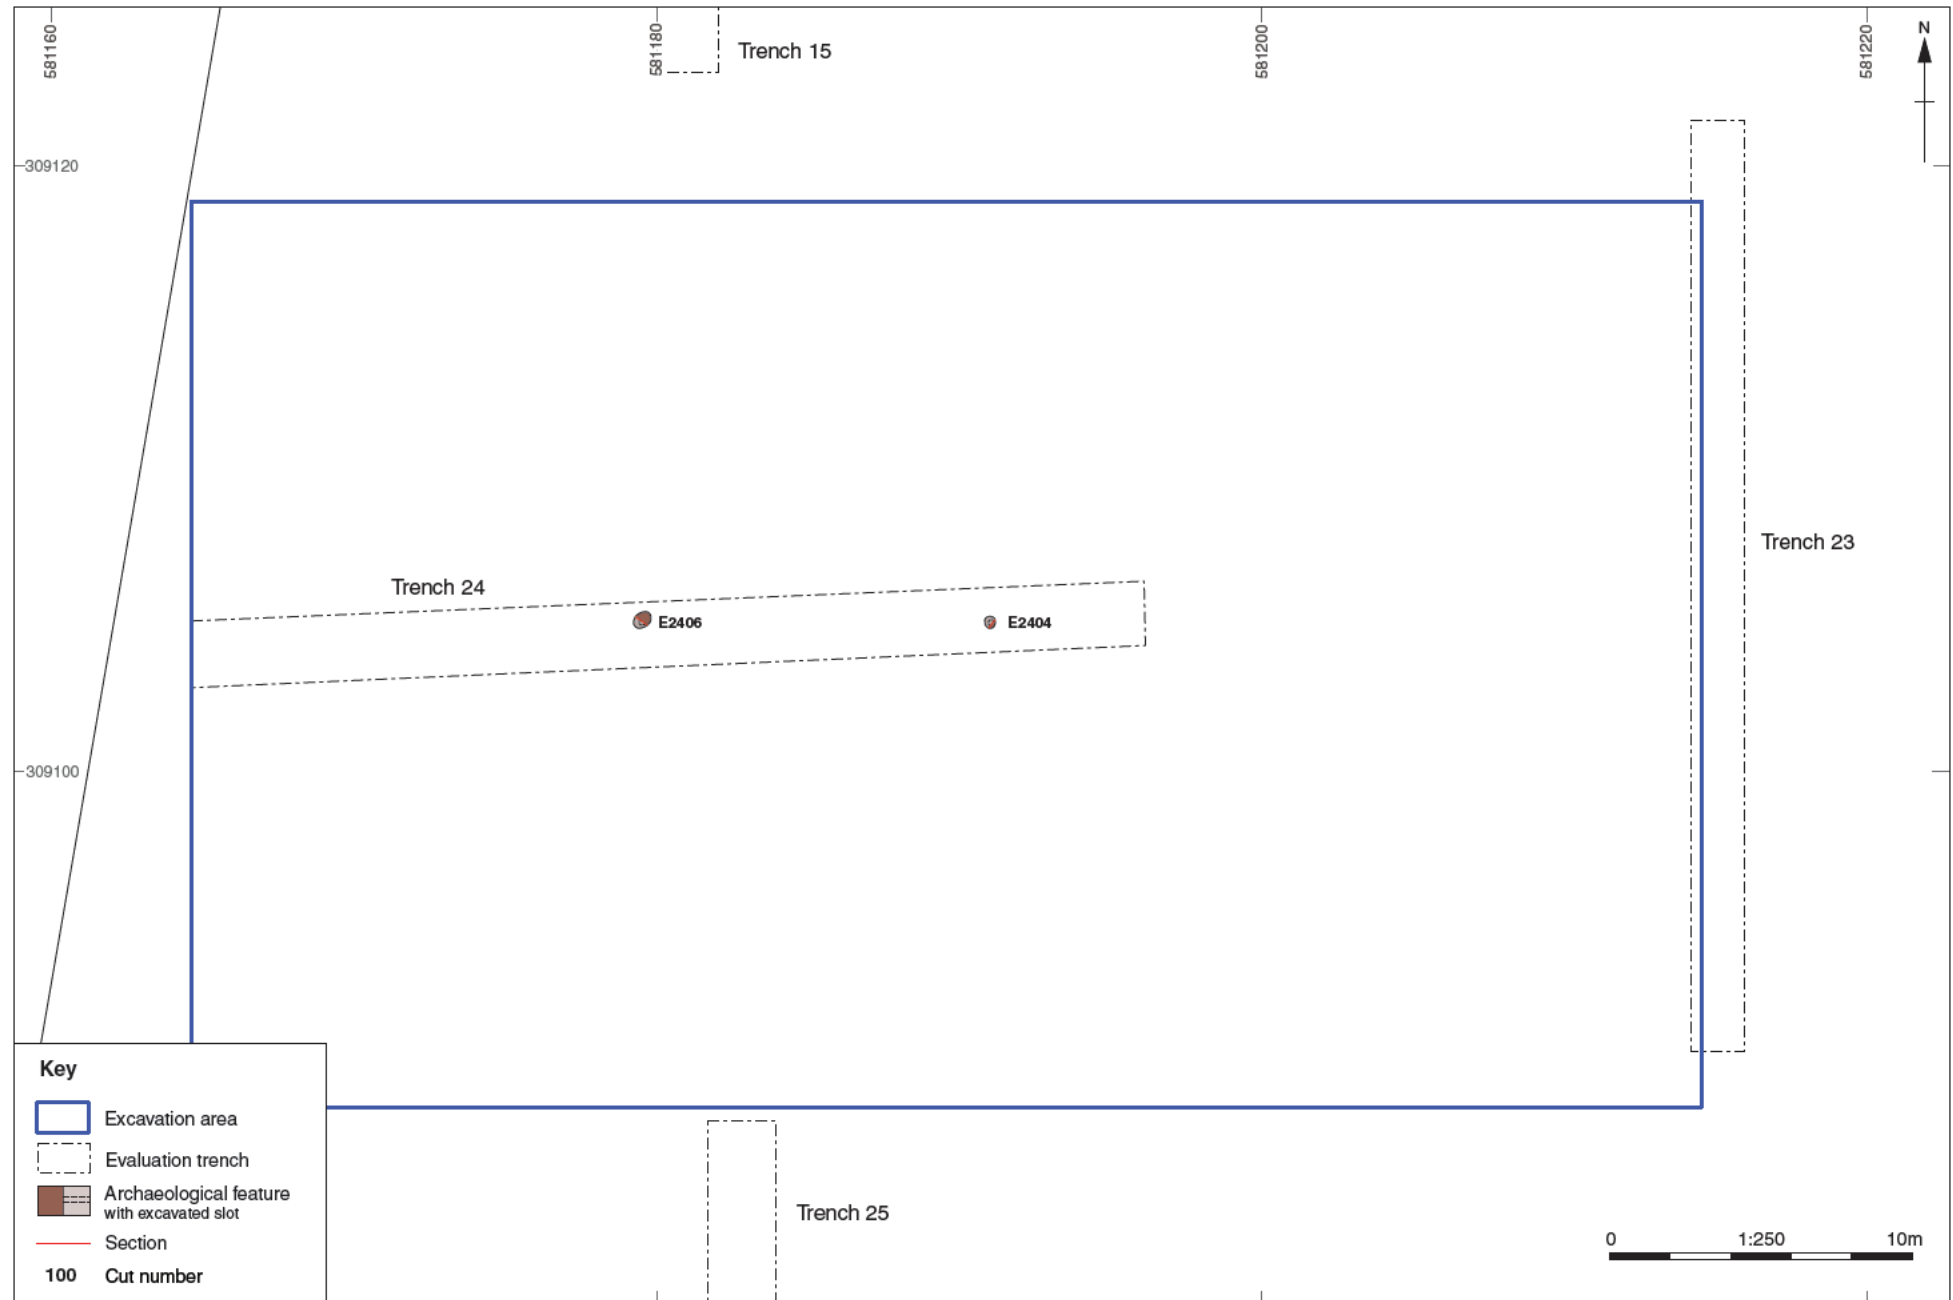 581160
581180
581200
581220
N
Trench 15
309120
Trench 23
Trench 24
E2406
E2404
309100
Key
Excavation area
Evaluation trench
Archaeological feature
with excavated slot
Section
100 Cut number
Trench 25
0 1:250 10m